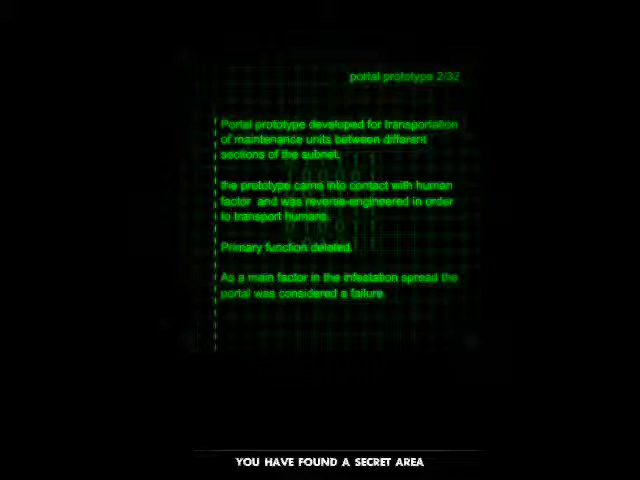 portal prototype 2/32
Portal prototype developed for transportation
of maintenance units between different
sections of the subnet.
the prototype came into contact with human
factor and was reverse-engineered in order
to transport humans.
Primary function deleted.
As a main factor in the infestation spread the
portal was considered a failure
YOU HAVE FOUND A SECRET AREA